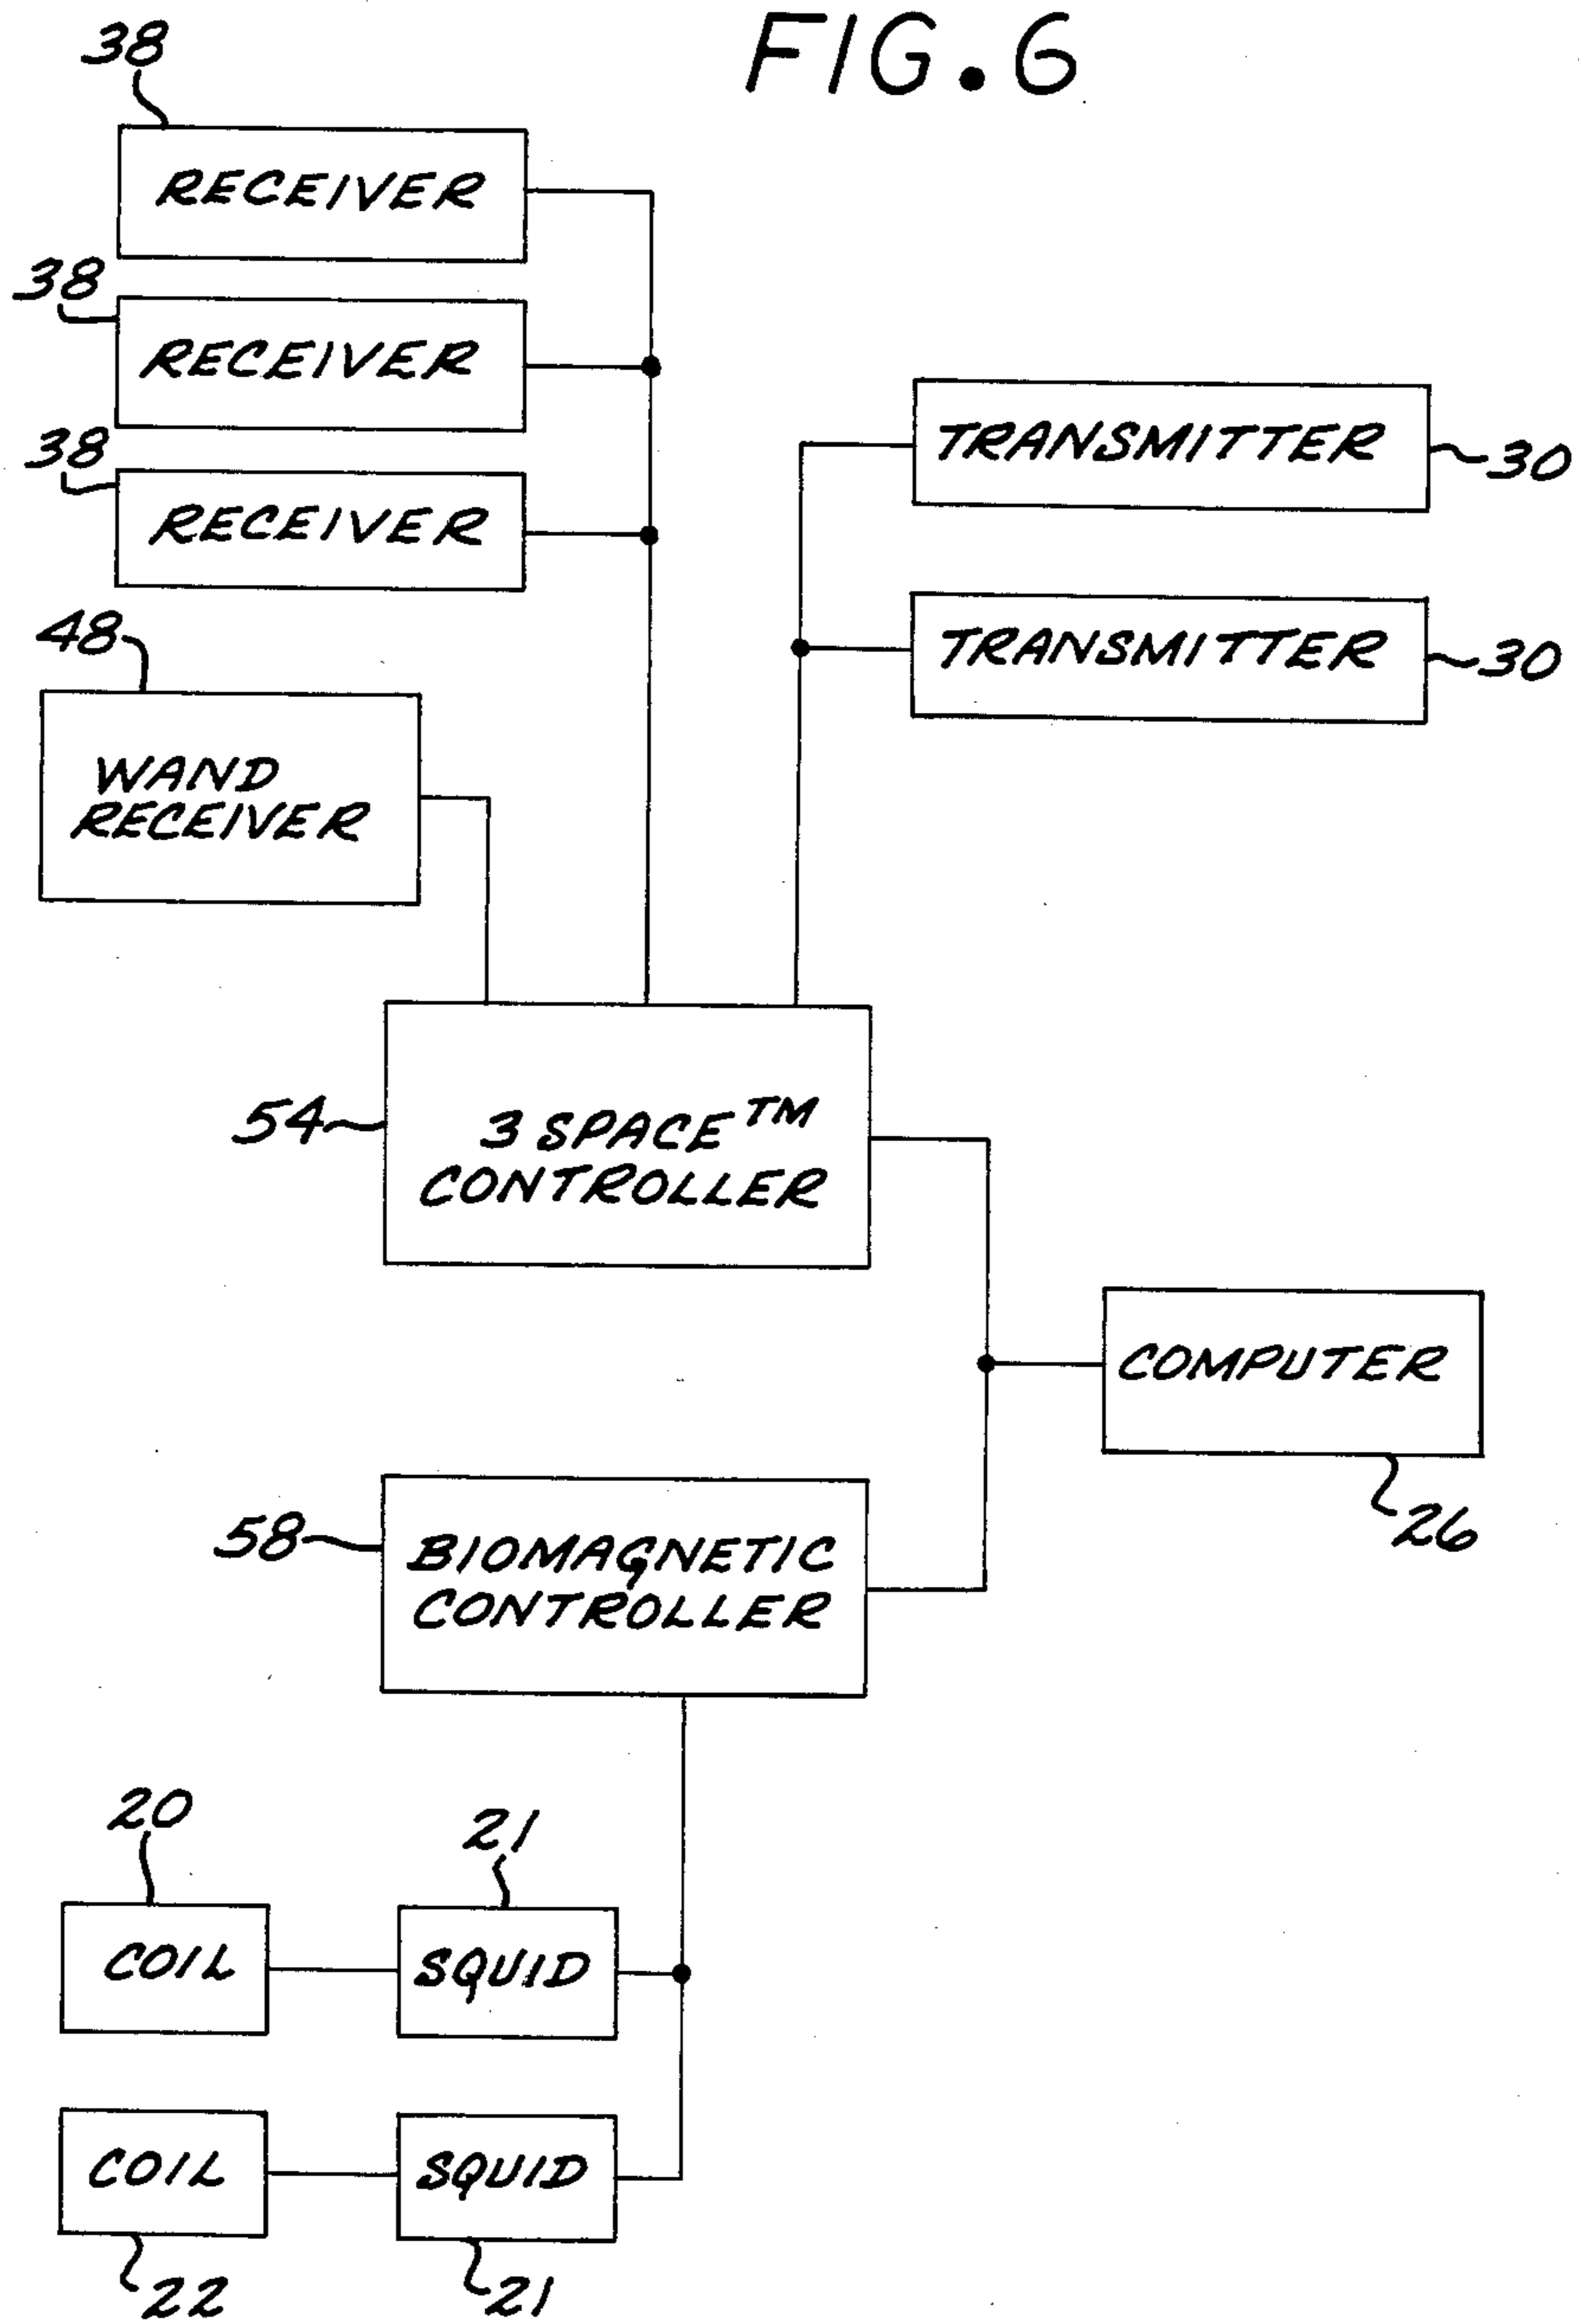 FIG. 6
38
RECEIVER
38
RECEIVER
38
RECEIVER
TRANSMITTER
30
TRANSMITTER
30
48
WAND
RECEIVER
54
3 SPACE™
CONTROLLER
COMPUTER
26
58
BIOMAGNETIC
CONTROLLER
20
21
COIL
SQUID
COIL
SQUID
22
21